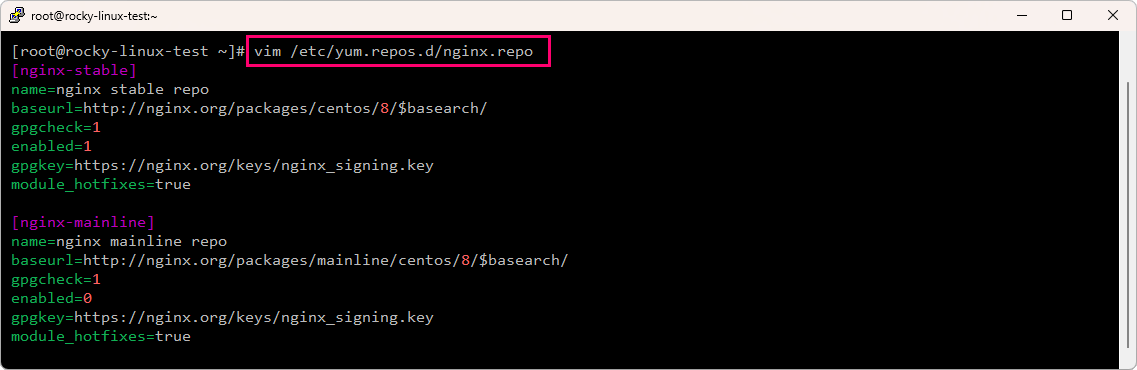 root@rocky-linux-test:~
[root@rocky-linux-test ~]# vim /etc/yum.repos.d/nginx.repo
[nginx-stable]
name=nginx stable repo
baseurl=http://nginx.org/packages/centos/8/$basearch/
gpgcheck=1
enabled=1
gpgkey=https://nginx.org/keys/nginx_signing.key
module_hotfixes=true
[nginx-mainline]
name=nginx mainline repo
baseurl=http://nginx.org/packages/mainline/centos/8/$basearch/
gpgcheck=1
enabled=0
gpgkey=https://nginx.org/keys/nginx_signing.key
module_hotfixes=true